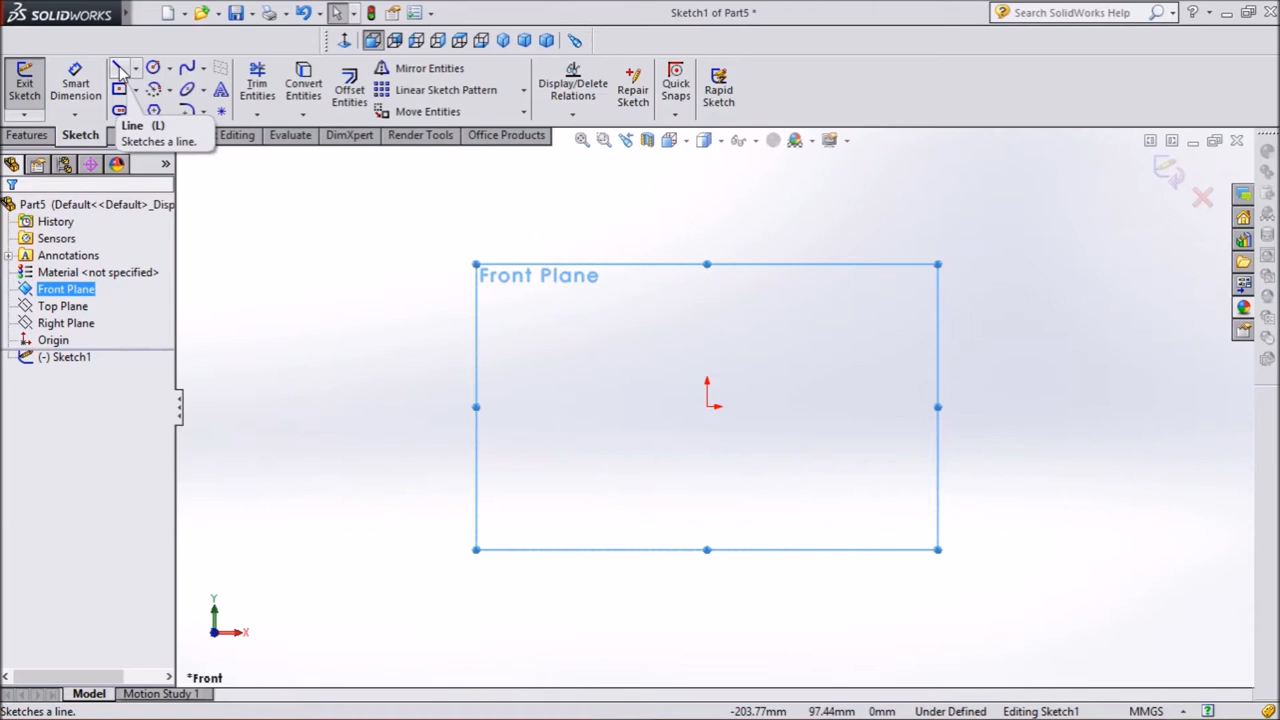 SOLIDWORKS
Sketch1 of Part5 *
Search SolidWorks Help
Exit Sketch
Smart Dimension
Trim Entities
Convert Entities
Offset Entities
Mirror Entities
Linear Sketch Pattern
Move Entities
Display/Delete Relations
Repair Sketch
Quick Snaps
Rapid Sketch
Line (L)
Sketches a line.
Features
Sketch
Editing
Evaluate
DimXpert
Render Tools
Office Products
Part5 (Default<<Default>_Disp
History
Sensors
Annotations
Material <not specified>
Front Plane
Top Plane
Right Plane
Origin
(-) Sketch1
Front Plane
Y
X
*Front
Model
Motion Study 1
Sketches a line.
-203.77mm
97.44mm
0mm
Under Defined
Editing Sketch1
MMGS